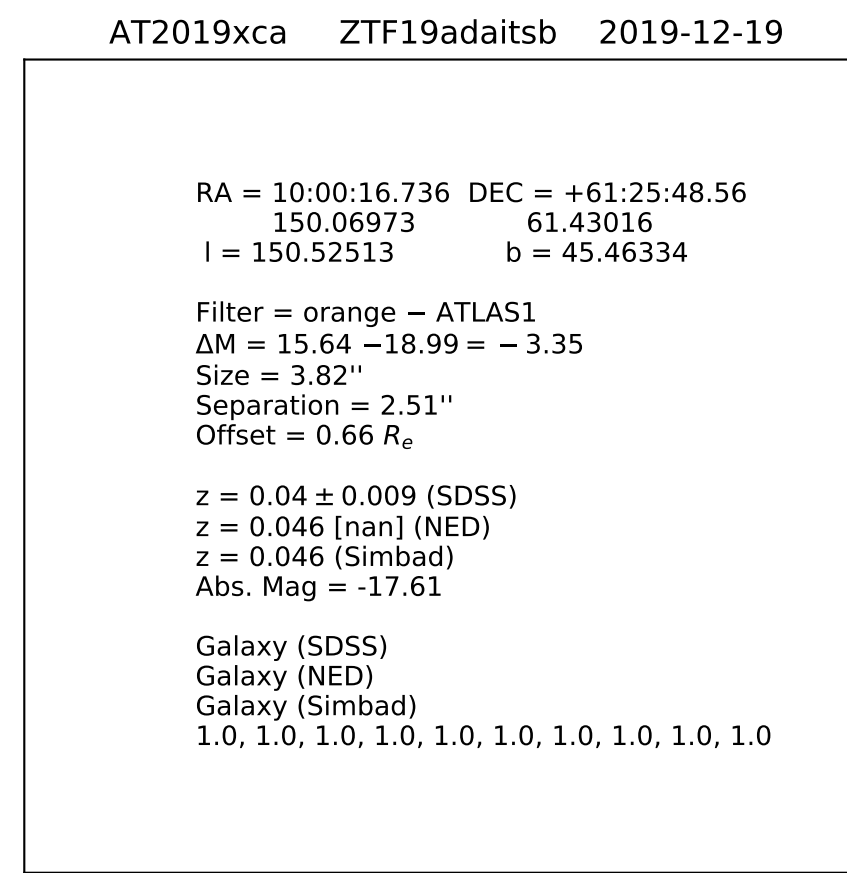 AT2019xca ZTF19adaitsb 2019-12-19
RA = 10:00:16.736 DEC = +61:25:48.56
150.06973 61.43016
l = 150.52513 b = 45.46334
Filter = orange − ATLAS1
ΔM = 15.64 −18.99 = − 3.35
Size = 3.82''
Separation = 2.51''
Offset = 0.66 Re
z = 0.04 ± 0.009 (SDSS)
z = 0.046 [nan] (NED)
z = 0.046 (Simbad)
Abs. Mag = -17.61
Galaxy (SDSS)
Galaxy (NED)
Galaxy (Simbad)
1.0, 1.0, 1.0, 1.0, 1.0, 1.0, 1.0, 1.0, 1.0, 1.0